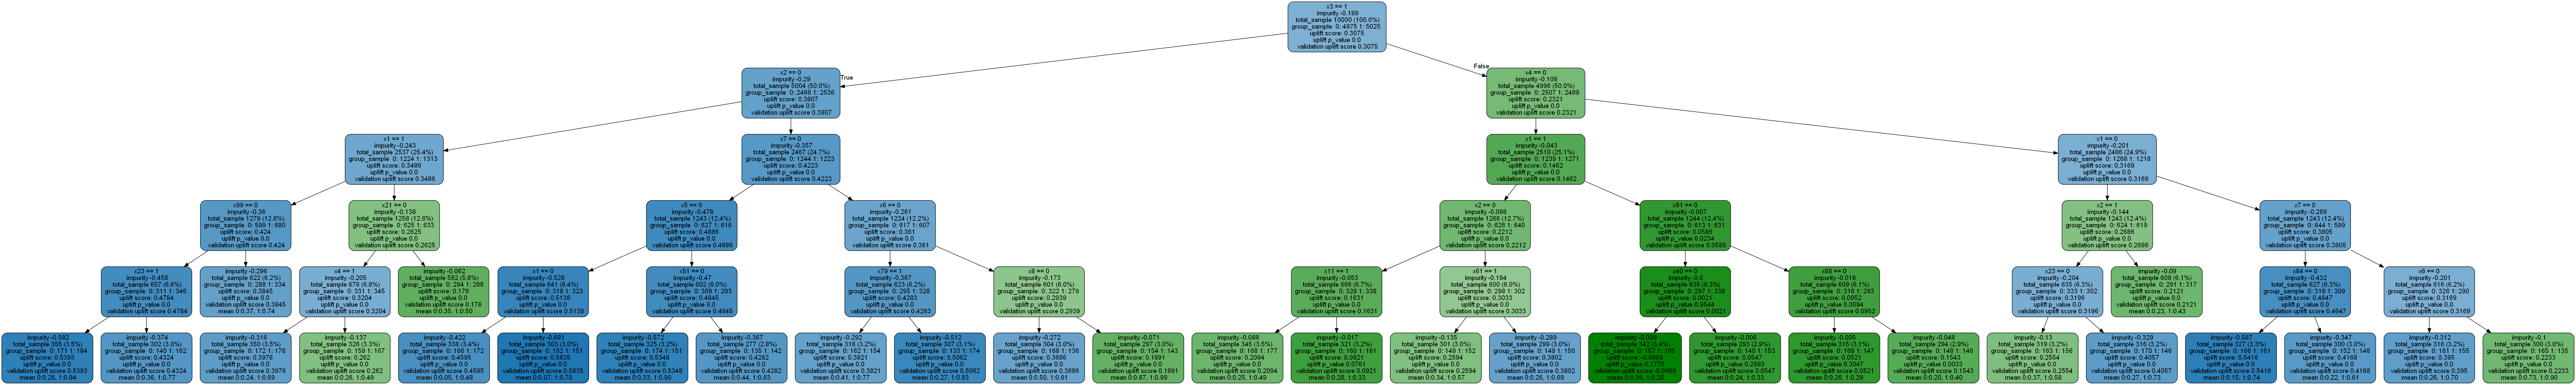 x3 == 1
impurity -0.189
total_sample 10000 (100.0%)
group_sample 0: 4975 1: 5025
uplift score: 0.3075
uplift p_value 0.0
validation uplift score 0.3075
True
False
x2 == 0
impurity -0.29
total_sample 5004 (50.0%)
group_sample 0: 2468 1: 2536
uplift score: 0.3807
uplift p_value 0.0
validation uplift score 0.3807
x4 == 0
impurity -0.108
total_sample 4996 (50.0%)
group_sample 0: 2507 1: 2489
uplift score: 0.2321
uplift p_value 0.0
validation uplift score 0.2321
x1 == 1
impurity -0.243
total_sample 2537 (25.4%)
group_sample 0: 1224 1: 1313
uplift score: 0.3486
uplift p_value 0.0
validation uplift score 0.3486
x7 == 0
impurity -0.357
total_sample 2467 (24.7%)
group_sample 0: 1244 1: 1223
uplift score: 0.4223
uplift p_value 0.0
validation uplift score 0.4223
x1 == 1
impurity -0.043
total_sample 2510 (25.1%)
group_sample 0: 1239 1: 1271
uplift score: 0.1462
uplift p_value 0.0
validation uplift score 0.1462
x1 == 0
impurity -0.201
total_sample 2486 (24.9%)
group_sample 0: 1268 1: 1218
uplift score: 0.3169
uplift p_value 0.0
validation uplift score 0.3169
x99 == 0
impurity -0.36
total_sample 1279 (12.8%)
group_sample 0: 599 1: 680
uplift score: 0.424
uplift p_value 0.0
validation uplift score 0.424
x21 == 0
impurity -0.138
total_sample 1258 (12.6%)
group_sample 0: 625 1: 633
uplift score: 0.2625
uplift p_value 0.0
validation uplift score 0.2625
x5 == 0
impurity -0.478
total_sample 1243 (12.4%)
group_sample 0: 627 1: 616
uplift score: 0.4886
uplift p_value 0.0
validation uplift score 0.4886
x6 == 0
impurity -0.261
total_sample 1224 (12.2%)
group_sample 0: 617 1: 607
uplift score: 0.361
uplift p_value 0.0
validation uplift score 0.361
x2 == 0
impurity -0.098
total_sample 1266 (12.7%)
group_sample 0: 626 1: 640
uplift score: 0.2212
uplift p_value 0.0
validation uplift score 0.2212
x81 == 0
impurity -0.007
total_sample 1244 (12.4%)
group_sample 0: 613 1: 631
uplift score: 0.0586
uplift p_value 0.0234
validation uplift score 0.0586
x2 == 1
impurity -0.144
total_sample 1243 (12.4%)
group_sample 0: 624 1: 619
uplift score: 0.2686
uplift p_value 0.0
validation uplift score 0.2686
x7 == 0
impurity -0.289
total_sample 1243 (12.4%)
group_sample 0: 644 1: 599
uplift score: 0.3805
uplift p_value 0.0
validation uplift score 0.3805
x23 == 1
impurity -0.458
total_sample 657 (6.6%)
group_sample 0: 311 1: 346
uplift score: 0.4784
uplift p_value 0.0
validation uplift score 0.4784
impurity -0.296
total_sample 622 (6.2%)
group_sample 0: 288 1: 334
uplift score: 0.3645
uplift p_value 0.0
validation uplift score 0.3645
mean 0:0.37, 1:0.74
x4 == 1
impurity -0.205
total_sample 676 (6.8%)
group_sample 0: 331 1: 345
uplift score: 0.3204
uplift p_value 0.0
validation uplift score 0.3204
impurity -0.062
total_sample 582 (5.8%)
group_sample 0: 294 1: 288
uplift score: 0.176
uplift p_value 0.0
validation uplift score 0.176
mean 0:0.35, 1:0.50
x1 == 0
impurity -0.528
total_sample 641 (6.4%)
group_sample 0: 318 1: 323
uplift score: 0.5138
uplift p_value 0.0
validation uplift score 0.5138
x51 == 0
impurity -0.47
total_sample 602 (6.0%)
group_sample 0: 309 1: 293
uplift score: 0.4845
uplift p_value 0.0
validation uplift score 0.4845
x79 == 1
impurity -0.367
total_sample 623 (6.2%)
group_sample 0: 295 1: 328
uplift score: 0.4283
uplift p_value 0.0
validation uplift score 0.4283
x8 == 0
impurity -0.173
total_sample 601 (6.0%)
group_sample 0: 322 1: 279
uplift score: 0.2939
uplift p_value 0.0
validation uplift score 0.2939
x11 == 1
impurity -0.053
total_sample 666 (6.7%)
group_sample 0: 328 1: 338
uplift score: 0.1631
uplift p_value 0.0
validation uplift score 0.1631
x61 == 1
impurity -0.184
total_sample 600 (6.0%)
group_sample 0: 298 1: 302
uplift score: 0.3033
uplift p_value 0.0
validation uplift score 0.3033
x40 == 0
impurity -0.0
total_sample 635 (6.3%)
group_sample 0: 297 1: 338
uplift score: 0.0021
uplift p_value 0.9544
validation uplift score 0.0021
x88 == 0
impurity -0.018
total_sample 609 (6.1%)
group_sample 0: 316 1: 293
uplift score: 0.0952
uplift p_value 0.0094
validation uplift score 0.0952
x23 == 0
impurity -0.204
total_sample 635 (6.3%)
group_sample 0: 333 1: 302
uplift score: 0.3196
uplift p_value 0.0
validation uplift score 0.3196
impurity -0.09
total_sample 608 (6.1%)
group_sample 0: 291 1: 317
uplift score: 0.2121
uplift p_value 0.0
validation uplift score 0.2121
mean 0:0.23, 1:0.43
x84 == 0
impurity -0.432
total_sample 627 (6.3%)
group_sample 0: 318 1: 309
uplift score: 0.4647
uplift p_value 0.0
validation uplift score 0.4647
x6 == 0
impurity -0.201
total_sample 616 (6.2%)
group_sample 0: 326 1: 290
uplift score: 0.3169
uplift p_value 0.0
validation uplift score 0.3169
impurity -0.582
total_sample 355 (3.5%)
group_sample 0: 171 1: 184
uplift score: 0.5393
uplift p_value 0.0
validation uplift score 0.5393
mean 0:0.26, 1:0.84
impurity -0.374
total_sample 302 (3.0%)
group_sample 0: 140 1: 162
uplift score: 0.4324
uplift p_value 0.0
validation uplift score 0.4324
mean 0:0.36, 1:0.77
impurity -0.316
total_sample 350 (3.5%)
group_sample 0: 172 1: 178
uplift score: 0.3976
uplift p_value 0.0
validation uplift score 0.3976
mean 0:0.24, 1:0.69
impurity -0.137
total_sample 326 (3.3%)
group_sample 0: 159 1: 167
uplift score: 0.262
uplift p_value 0.0
validation uplift score 0.262
mean 0:0.26, 1:0.49
impurity -0.422
total_sample 338 (3.4%)
group_sample 0: 166 1: 172
uplift score: 0.4595
uplift p_value 0.0
validation uplift score 0.4595
mean 0:0.05, 1:0.48
impurity -0.681
total_sample 303 (3.0%)
group_sample 0: 152 1: 151
uplift score: 0.5835
uplift p_value 0.0
validation uplift score 0.5835
mean 0:0.07, 1:0.70
impurity -0.572
total_sample 325 (3.2%)
group_sample 0: 174 1: 151
uplift score: 0.5348
uplift p_value 0.0
validation uplift score 0.5348
mean 0:0.33, 1:0.90
impurity -0.367
total_sample 277 (2.8%)
group_sample 0: 135 1: 142
uplift score: 0.4282
uplift p_value 0.0
validation uplift score 0.4282
mean 0:0.44, 1:0.83
impurity -0.292
total_sample 316 (3.2%)
group_sample 0: 162 1: 154
uplift score: 0.3821
uplift p_value 0.0
validation uplift score 0.3821
mean 0:0.41, 1:0.77
impurity -0.512
total_sample 307 (3.1%)
group_sample 0: 133 1: 174
uplift score: 0.5062
uplift p_value 0.0
validation uplift score 0.5062
mean 0:0.27, 1:0.83
impurity -0.272
total_sample 304 (3.0%)
group_sample 0: 168 1: 136
uplift score: 0.3686
uplift p_value 0.0
validation uplift score 0.3686
mean 0:0.50, 1:0.91
impurity -0.071
total_sample 297 (3.0%)
group_sample 0: 154 1: 143
uplift score: 0.1891
uplift p_value 0.0
validation uplift score 0.1891
mean 0:0.87, 1:0.99
impurity -0.088
total_sample 345 (3.5%)
group_sample 0: 168 1: 177
uplift score: 0.2094
uplift p_value 0.0
validation uplift score 0.2094
mean 0:0.25, 1:0.49
impurity -0.017
total_sample 321 (3.2%)
group_sample 0: 160 1: 161
uplift score: 0.0921
uplift p_value 0.0761
validation uplift score 0.0921
mean 0:0.28, 1:0.33
impurity -0.135
total_sample 301 (3.0%)
group_sample 0: 149 1: 152
uplift score: 0.2594
uplift p_value 0.0
validation uplift score 0.2594
mean 0:0.34, 1:0.57
impurity -0.289
total_sample 299 (3.0%)
group_sample 0: 149 1: 150
uplift score: 0.3802
uplift p_value 0.0
validation uplift score 0.3802
mean 0:0.26, 1:0.69
impurity -0.009
total_sample 342 (3.4%)
group_sample 0: 157 1: 185
uplift score: -0.0669
uplift p_value 0.1775
validation uplift score -0.0669
impurity -0.006
total_sample 293 (2.9%)
group_sample 0: 140 1: 153
uplift score: 0.0547
uplift p_value 0.2993
validation uplift score 0.0547
mean 0:0.24, 1:0.33
impurity -0.005
total_sample 315 (3.1%)
group_sample 0: 168 1: 147
uplift score: 0.0521
uplift p_value 0.3047
validation uplift score 0.0521
mean 0:0.26, 1:0.29
impurity -0.048
total_sample 294 (2.9%)
group_sample 0: 148 1: 146
uplift score: 0.1543
uplift p_value 0.0033
validation uplift score 0.1543
mean 0:0.20, 1:0.40
impurity -0.13
total_sample 319 (3.2%)
group_sample 0: 163 1: 156
uplift score: 0.2554
uplift p_value 0.0
validation uplift score 0.2554
mean 0:0.37, 1:0.58
impurity -0.329
total_sample 316 (3.2%)
group_sample 0: 170 1: 146
uplift score: 0.4057
uplift p_value 0.0
validation uplift score 0.4057
mean 0:0.27, 1:0.73
impurity -0.587
total_sample 327 (3.3%)
group_sample 0: 166 1: 161
uplift score: 0.5416
uplift p_value 0.0
validation uplift score 0.5416
mean 0:0.15, 1:0.74
impurity -0.347
total_sample 300 (3.0%)
group_sample 0: 152 1: 148
uplift score: 0.4168
uplift p_value 0.0
validation uplift score 0.4168
mean 0:0.22, 1:0.61
impurity -0.312
total_sample 316 (3.2%)
group_sample 0: 161 1: 155
uplift score: 0.395
uplift p_value 0.0
validation uplift score 0.395
mean 0:0.26, 1:0.70
impurity -0.1
total_sample 300 (3.0%)
group_sample 0: 165 1: 135
uplift score: 0.2233
uplift p_value 0.0
validation uplift score 0.2233
mean 0:0.73, 1:0.90